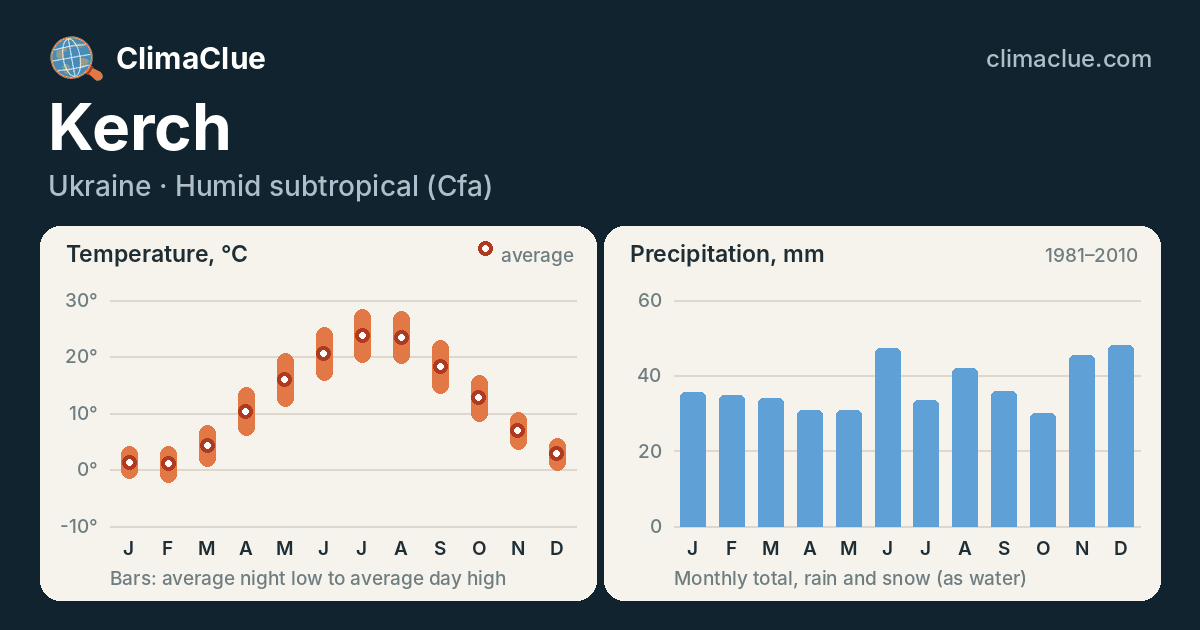 ClimaClue
climaclue.com
Kerch
Ukraine · Humid subtropical (Cfa)
Temperature, °C
average
30°
20°
10°
0°
-10°
J F M A M J J A S O N D
Bars: average night low to average day high
Precipitation, mm
1981–2010
60
40
20
0
J F M A M J J A S O N D
Monthly total, rain and snow (as water)